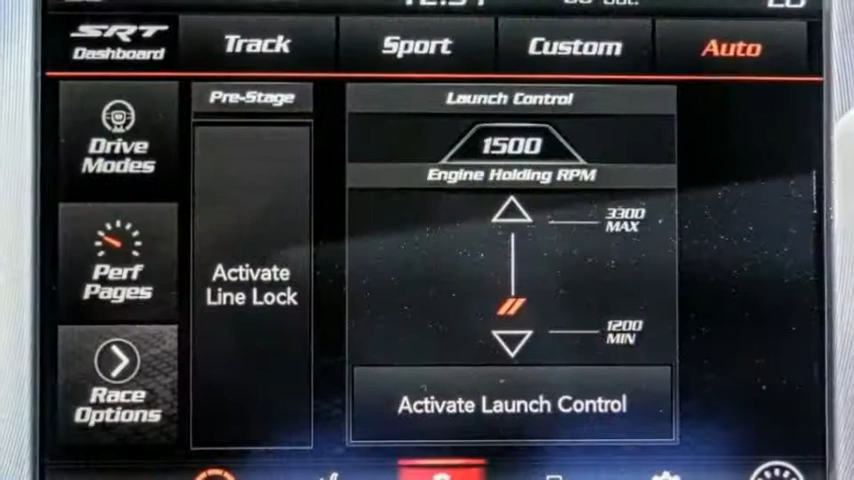 SRT
Dashboard
Track
Sport
Custom
Auto
Drive
Modes
Perf
Pages
Race
Options
Pre-Stage
Activate
Line Lock
Launch Control
1500
Engine Holding RPM
3300
MAX
1200
MIN
Activate Launch Control